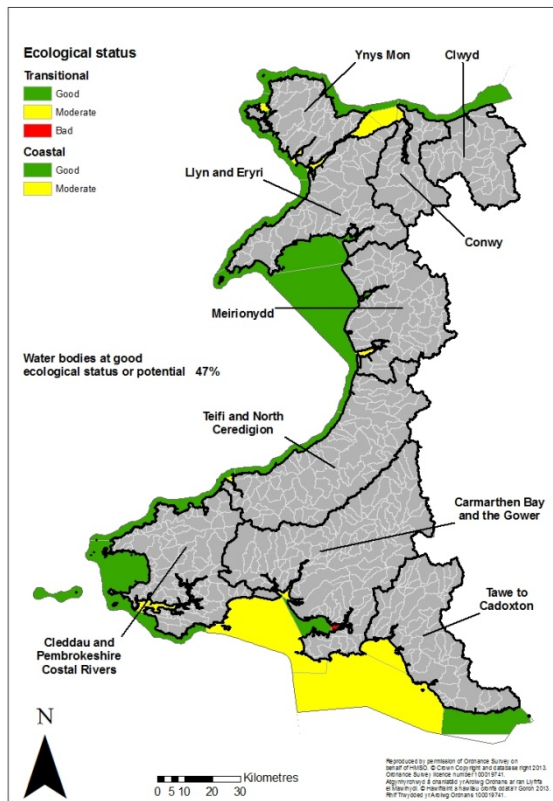 Ecological status
Transitional
Good
Moderate
Bad
Coastal
Good
Moderate
Ynys Mon
Clwyd
Llyn and Eryri
Conwy
Meirionydd
Water bodies at good
ecological status or potential 47%
Teifi and North
Ceredigion
Carmarthen Bay
and the Gower
Tawe to
Cadoxton
Cleddau and
Pembrokeshire
Costal Rivers
N
0 5 10 20 30 Kilometres
Reproduced by permission of Ordnance Survey on
behalf of HMSO. © Crown Copyright and database right 2013.
Ordnance Survey licence number 100019741.